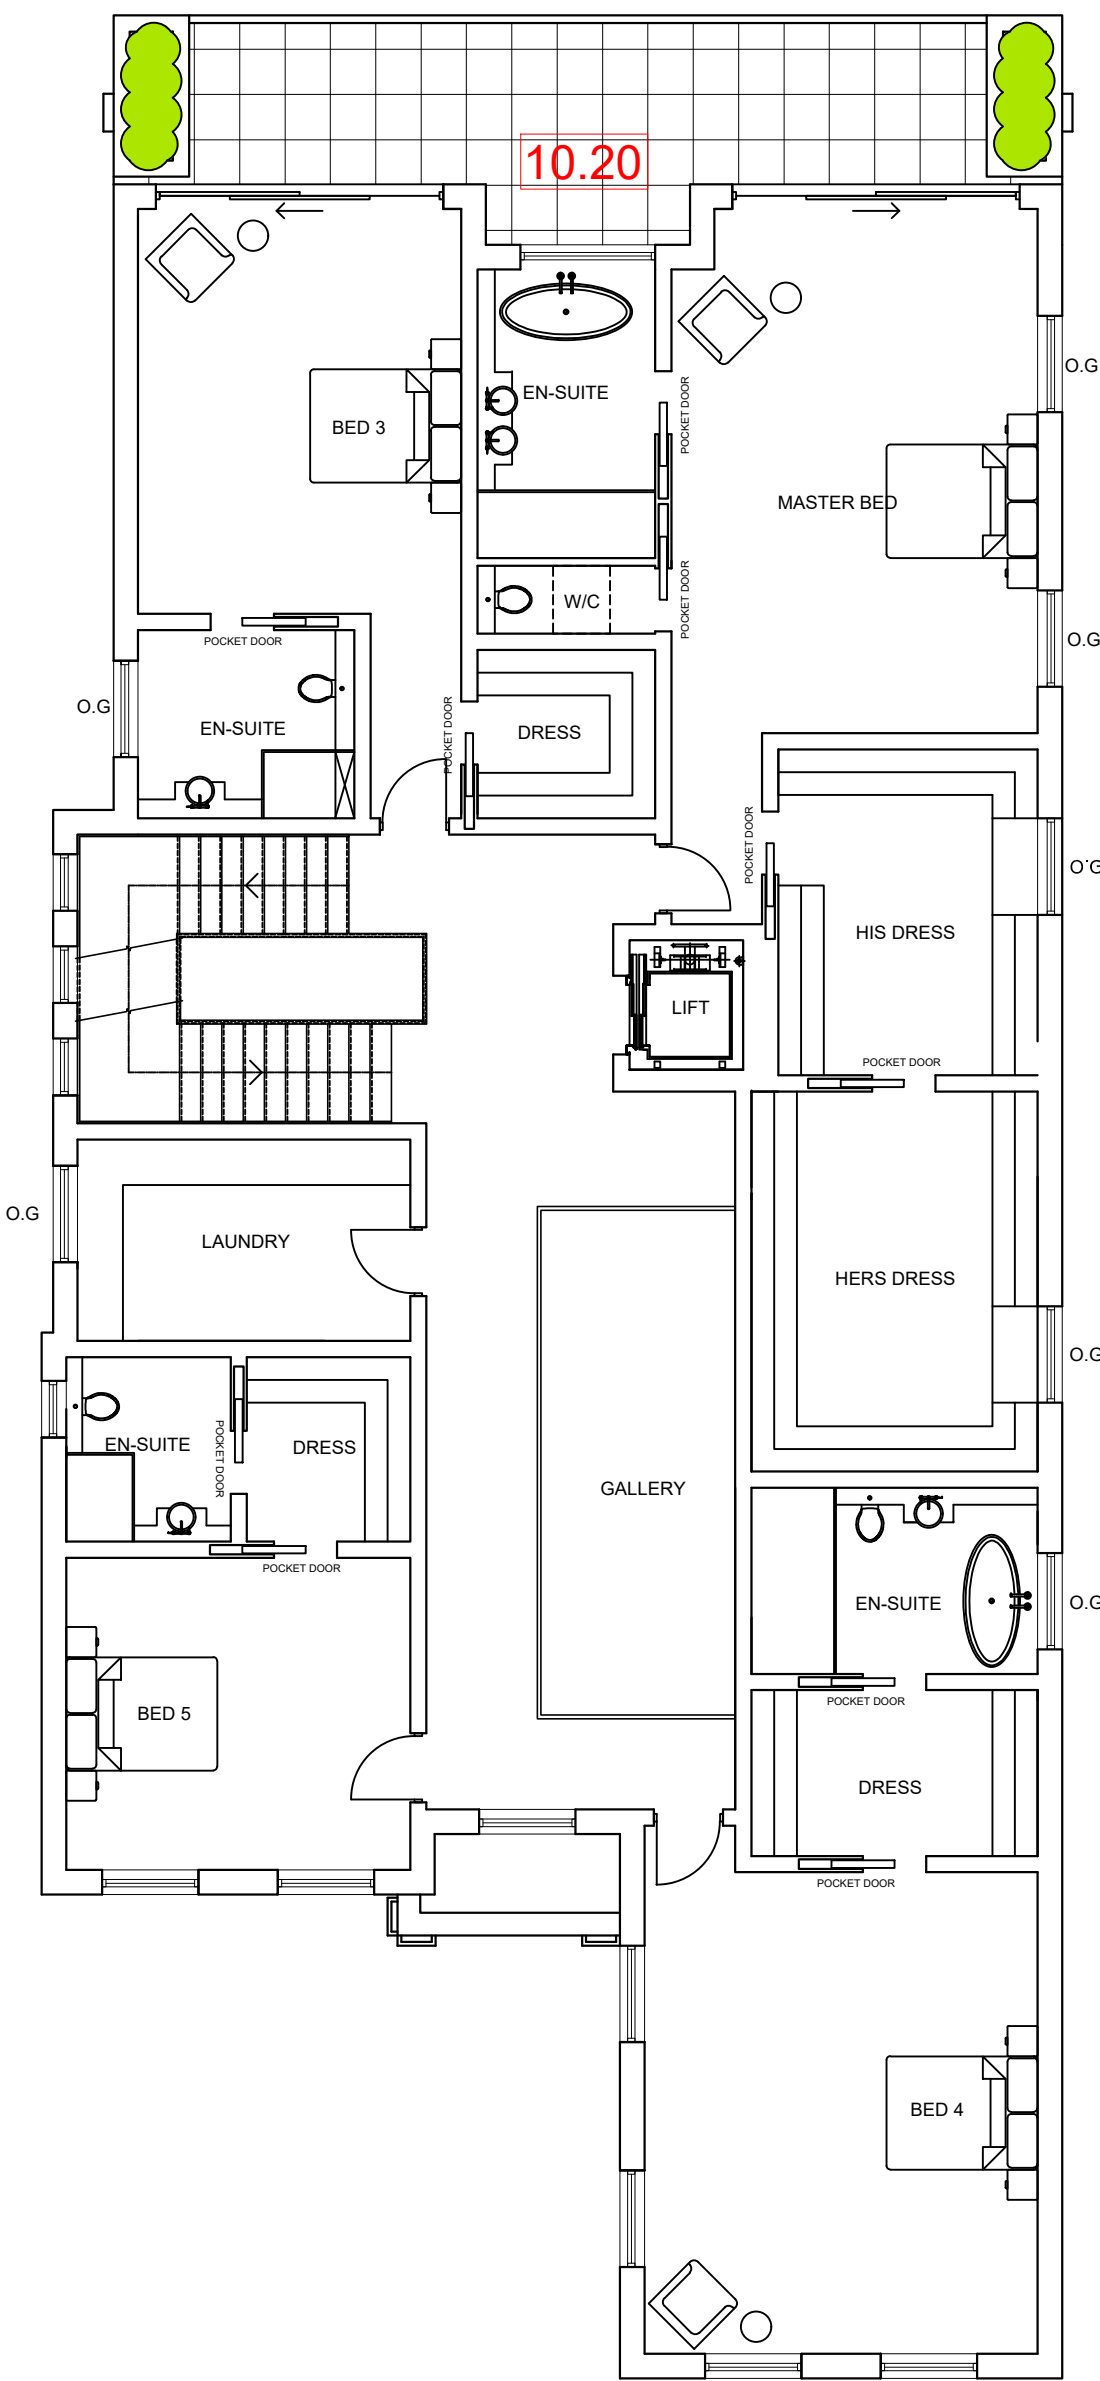 10.20
O.G
EN-SUITE
POCKET DOOR
BED 3
MASTER BED
POCKET DOOR
W/C
POCKET DOOR
O.G
O.G
EN-SUITE
POCKET DOOR
DRESS
POCKET DOOR
O.G
HIS DRESS
LIFT
POCKET DOOR
O.G
LAUNDRY
HERS DRESS
O.G
EN-SUITE
POCKET DOOR
DRESS
GALLERY
POCKET DOOR
EN-SUITE
O.G
POCKET DOOR
BED 5
DRESS
POCKET DOOR
BED 4